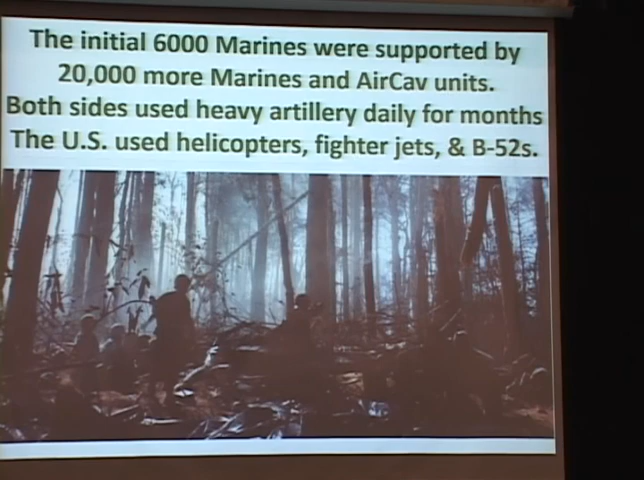 The initial 6000 Marines were supported by
20,000 more Marines and AirCav units.
Both sides used heavy artillery daily for months
The U.S. used helicopters, fighter jets, & B-52s.